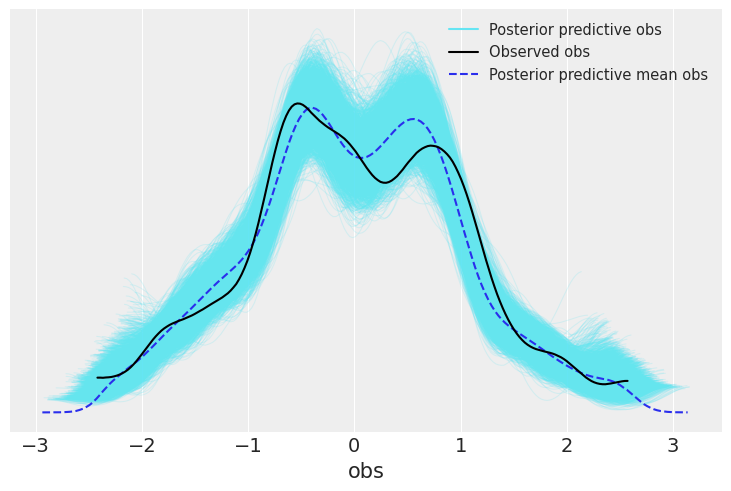 Posterior predictive obs
Observed obs
Posterior predictive mean obs
−3 −2 −1 0 1 2 3
obs